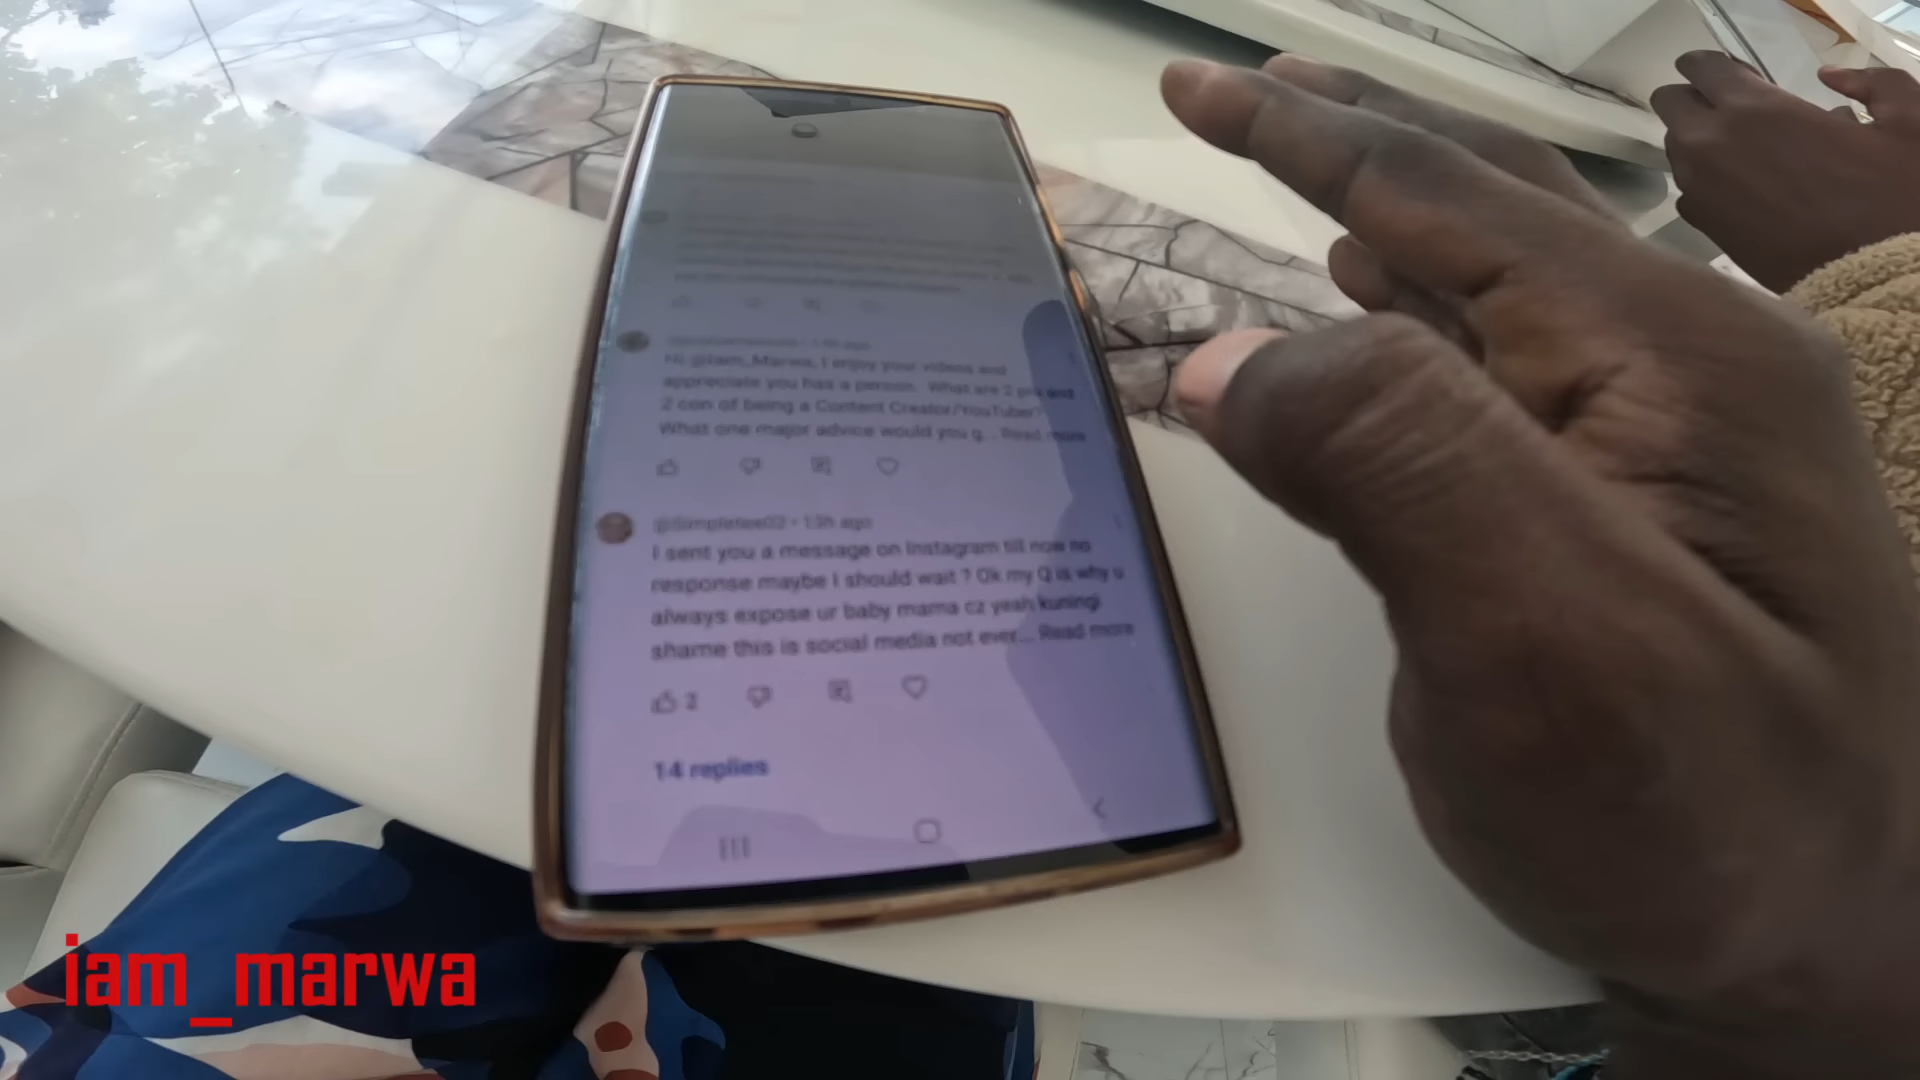 Hi @Iam_Marwa, I enjoy your videos and
appreciate you has a person. What are 2 pro and
2 con of being a Content Creator/YouTuber?
What one major advice would you g... Read more
@Simpletee02 • 13h ago
I sent you a message on Instagram till now no
response maybe I should wait ? Ok my Q is why u
always expose ur baby mama cz yeah kuningi
shame this is social media not ever... Read more
2
14 replies
iam_marwa